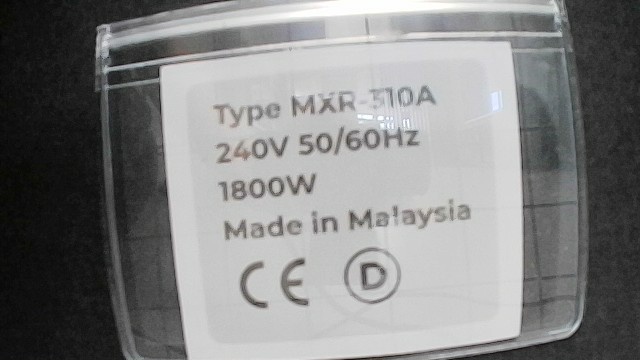 Type MXR-310A
240V 50/60Hz
1800W
Made in Malaysia
CE D